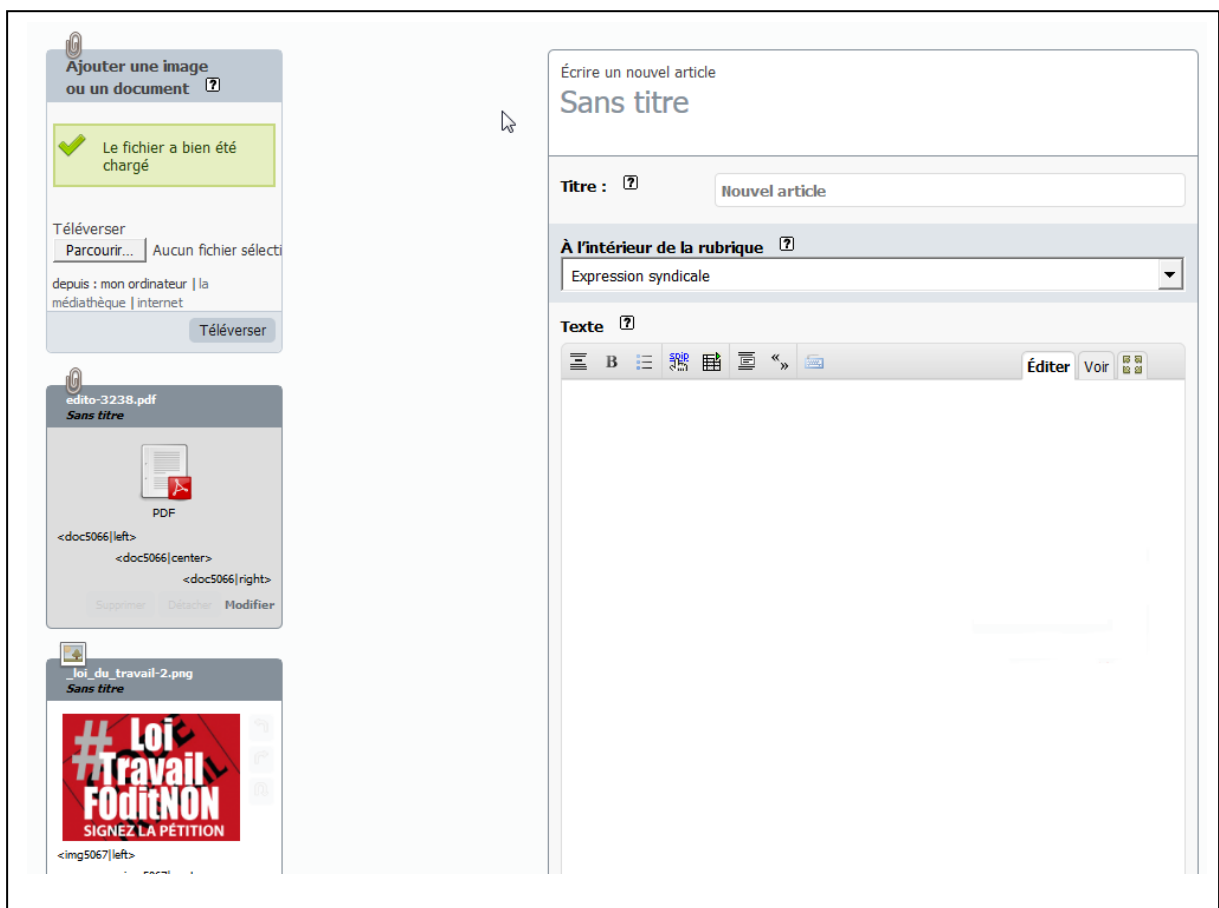 Ajouter une image
ou un document ?
Le fichier a bien été
chargé
Téléverser
Parcourir... Aucun fichier sélecti
depuis : mon ordinateur | la
médiathèque | internet
Téléverser
edito-3238.pdf
Sans titre
PDF
<doc5066|left>
<doc5066|center>
<doc5066|right>
Supprimer Détacher Modifier
_loi_du_travail-2.png
Sans titre
# Loi
Travail
FOditNON
SIGNEZ LA PÉTITION
<img5067|left>
Écrire un nouvel article
Sans titre
Titre : ?
Nouvel article
À l'intérieur de la rubrique ?
Expression syndicale
Texte ?
B spip «» Éditer Voir